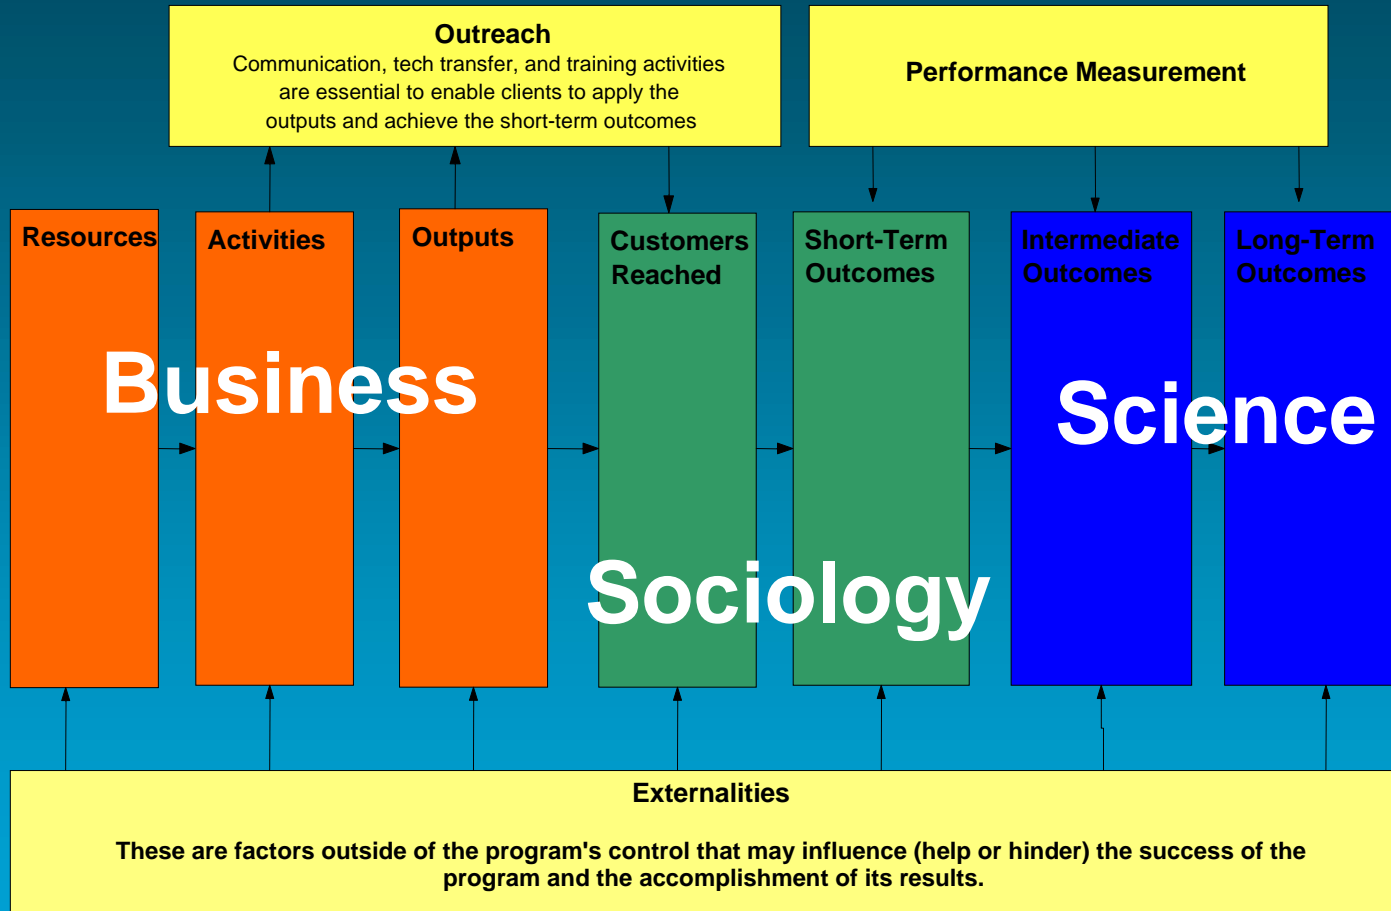 Outreach
Communication, tech transfer, and training activities
are essential to enable clients to apply the
outputs and achieve the short-term outcomes
Performance Measurement
Resources
Activities
Outputs
Customers
Reached
Short-Term
Outcomes
Intermediate
Outcomes
Long-Term
Outcomes
Business
Science
Sociology
Externalities
These are factors outside of the program's control that may influence (help or hinder) the success of the
program and the accomplishment of its results.